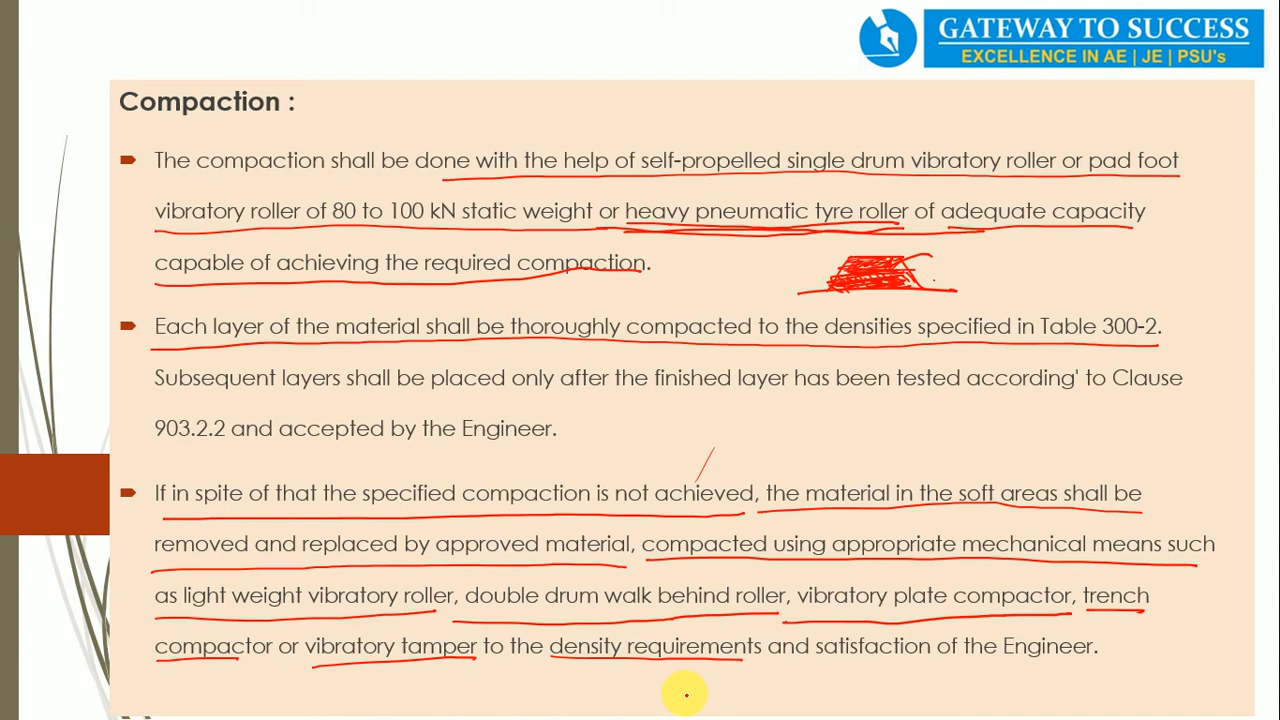 GATEWAY TO SUCCESS
EXCELLENCE IN AE | JE | PSU's
Compaction :
The compaction shall be done with the help of self-propelled single drum vibratory roller or pad foot
vibratory roller of 80 to 100 kN static weight or heavy pneumatic tyre roller of adequate capacity
capable of achieving the required compaction.
Each layer of the material shall be thoroughly compacted to the densities specified in Table 300-2.
Subsequent layers shall be placed only after the finished layer has been tested according' to Clause
903.2.2 and accepted by the Engineer.
If in spite of that the specified compaction is not achieved, the material in the soft areas shall be
removed and replaced by approved material, compacted using appropriate mechanical means such
as light weight vibratory roller, double drum walk behind roller, vibratory plate compactor, trench
compactor or vibratory tamper to the density requirements and satisfaction of the Engineer.